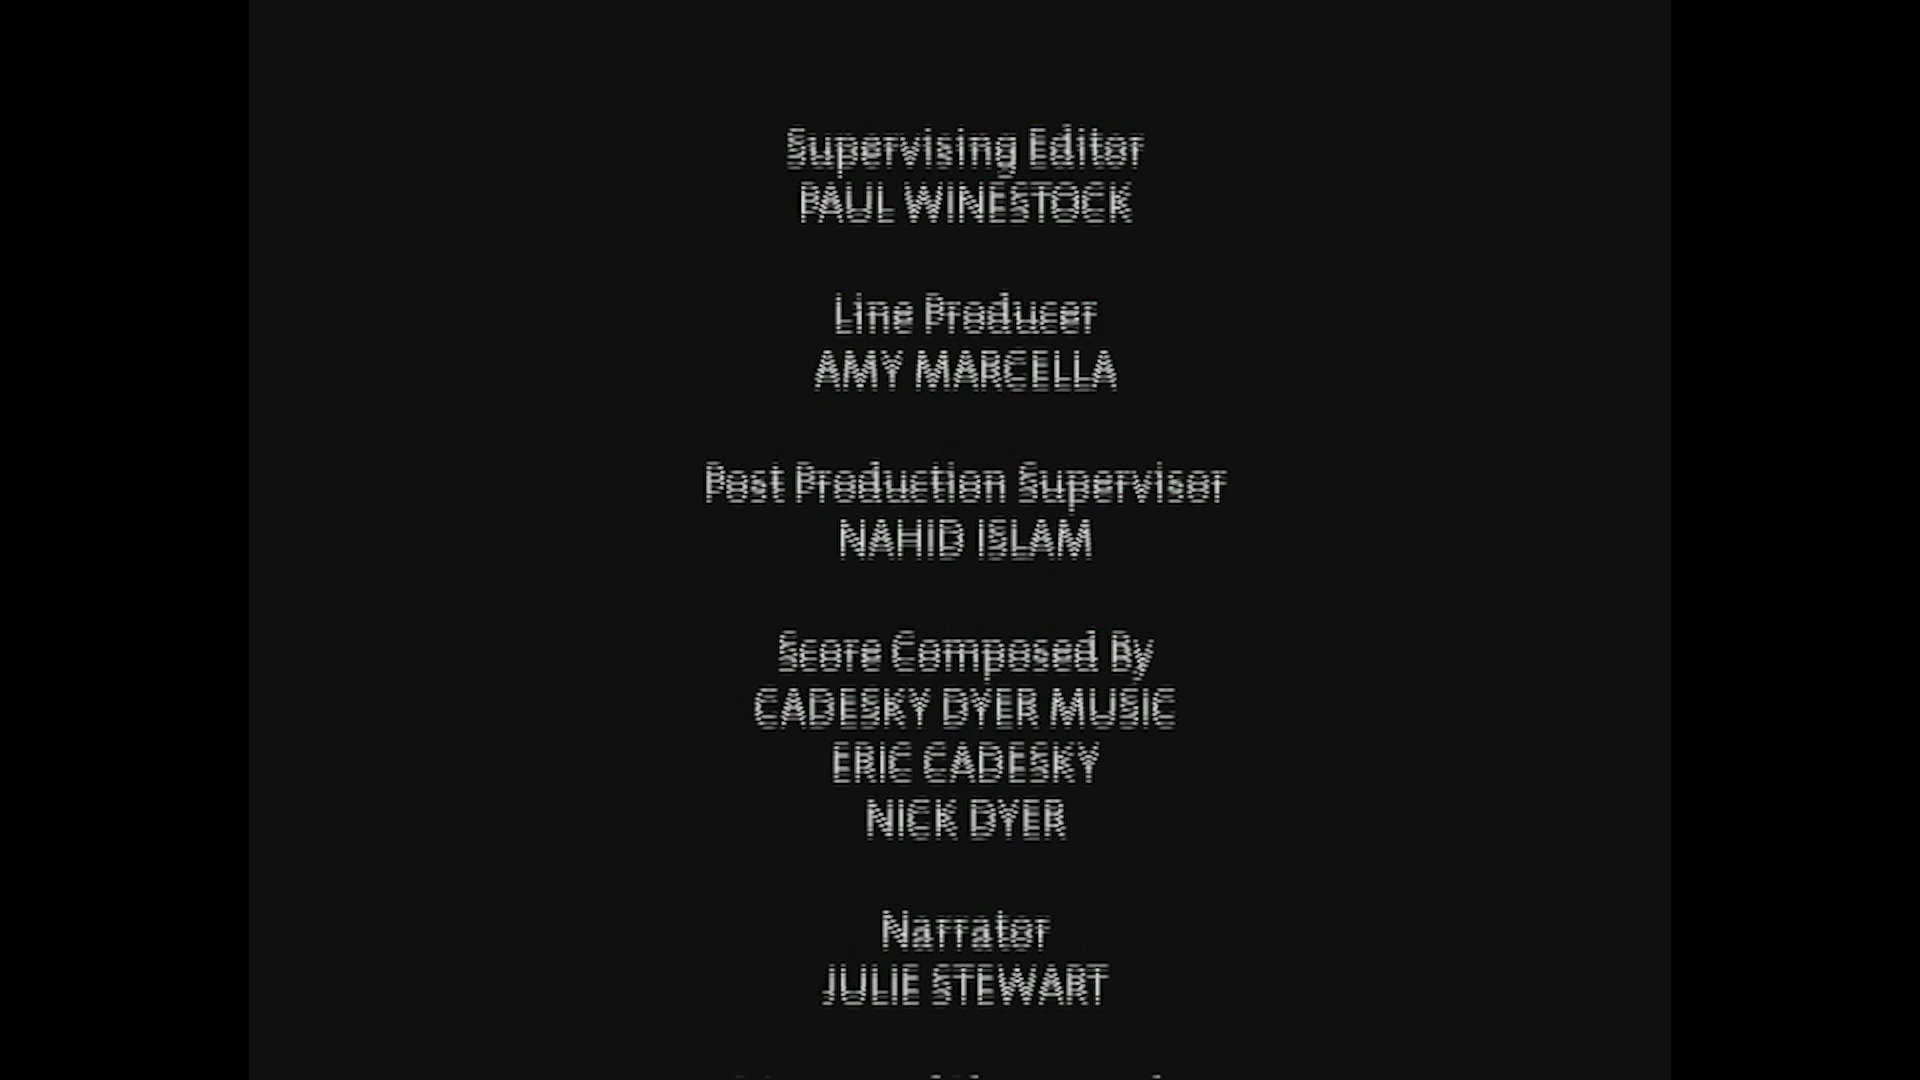 Supervising Editor
PAUL WINESTOCK
Line Producer
AMY MARCELLA
Post Production Supervisor
NAHID ISLAM
Score Composed By
CADESKY DYER MUSIC
ERIC CADESKY
NICK DYER
Narrator
JULIE STEWART